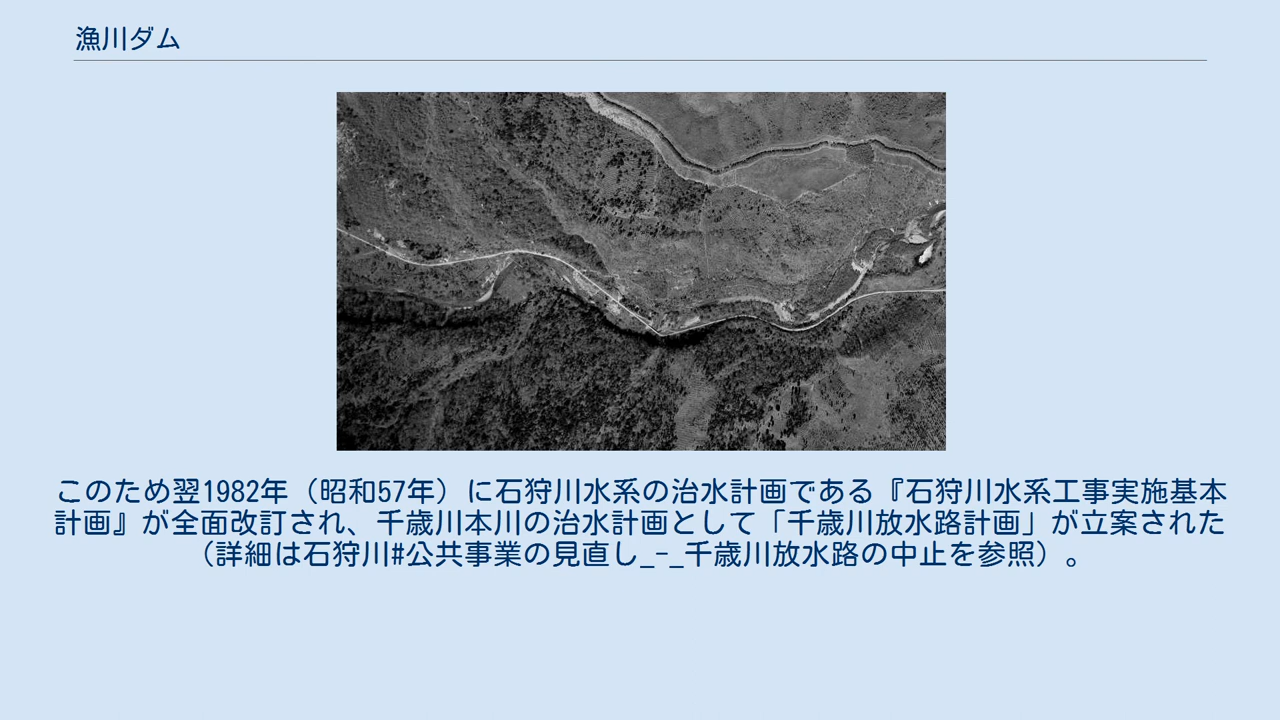 漁川ダム
このため翌1982年（昭和57年）に石狩川水系の治水計画である『石狩川水系工事実施基本
計画』が全面改訂され、千歳川本川の治水計画として「千歳川放水路計画」が立案された
（詳細は石狩川#公共事業の見直し_-_千歳川放水路の中止を参照）。